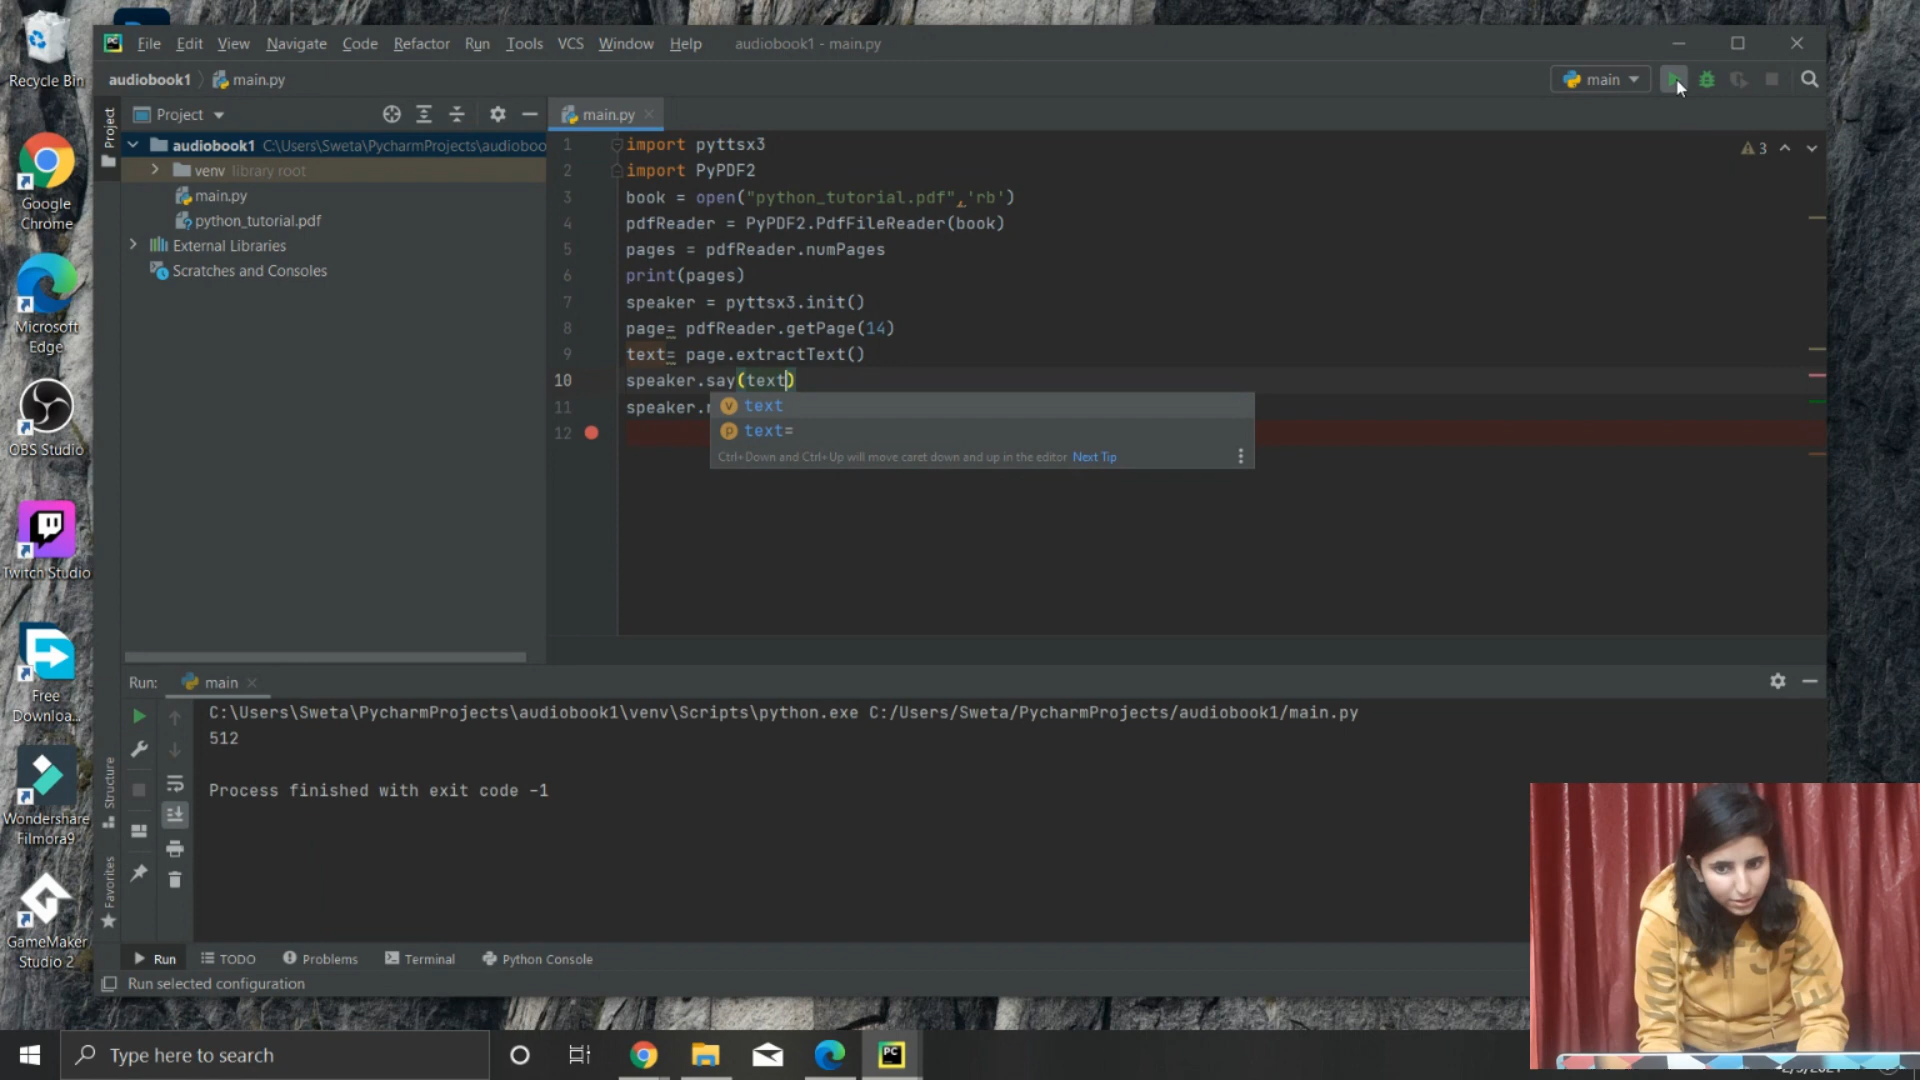 Recycle Bin
Google Chrome
Microsoft Edge
OBS Studio
Twitch Studio
Free Downloa...
Wondershare Filmora9
GameMaker Studio 2
File Edit View Navigate Code Refactor Run Tools VCS Window Help audiobook1 - main.py
audiobook1 main.py
main
Project
Project
audiobook1 C:\Users\Sweta\PycharmProjects\audioboo
venv library root
main.py
python_tutorial.pdf
External Libraries
Scratches and Consoles
main.py
3
1 import pyttsx3
2 import PyPDF2
3 book = open("python_tutorial.pdf",'rb')
4 pdfReader = PyPDF2.PdfFileReader(book)
5 pages = pdfReader.numPages
6 print(pages)
7 speaker = pyttsx3.init()
8 page= pdfReader.getPage(14)
9 text= page.extractText()
10 speaker.say(text)
11 speaker.
12
text
text=
Ctrl+Down and Ctrl+Up will move caret down and up in the editor Next Tip
Run: main
C:\Users\Sweta\PycharmProjects\audiobook1\venv\Scripts\python.exe C:/Users/Sweta/PycharmProjects/audiobook1/main.py
512
Process finished with exit code -1
Structure
Favorites
Run TODO Problems Terminal Python Console
Run selected configuration
Type here to search